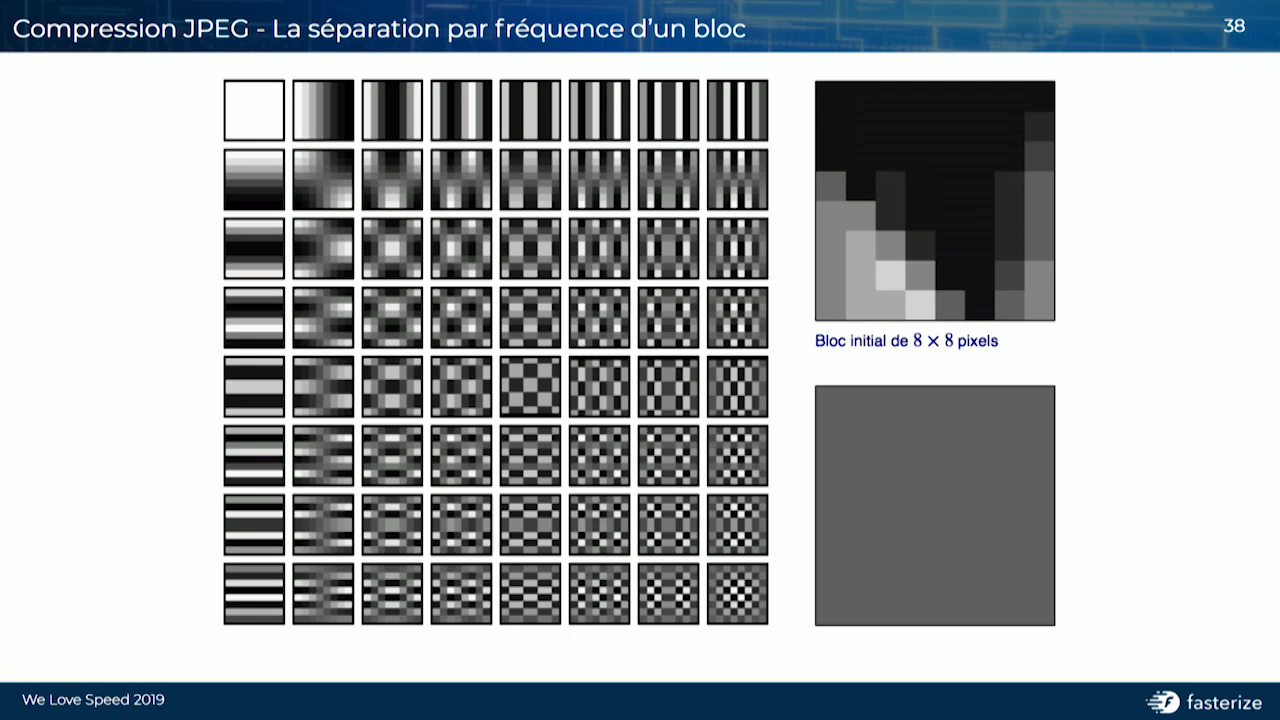 Compression JPEG - La séparation par fréquence d’un bloc
38
Bloc initial de 8 × 8 pixels
We Love Speed 2019
fasterize